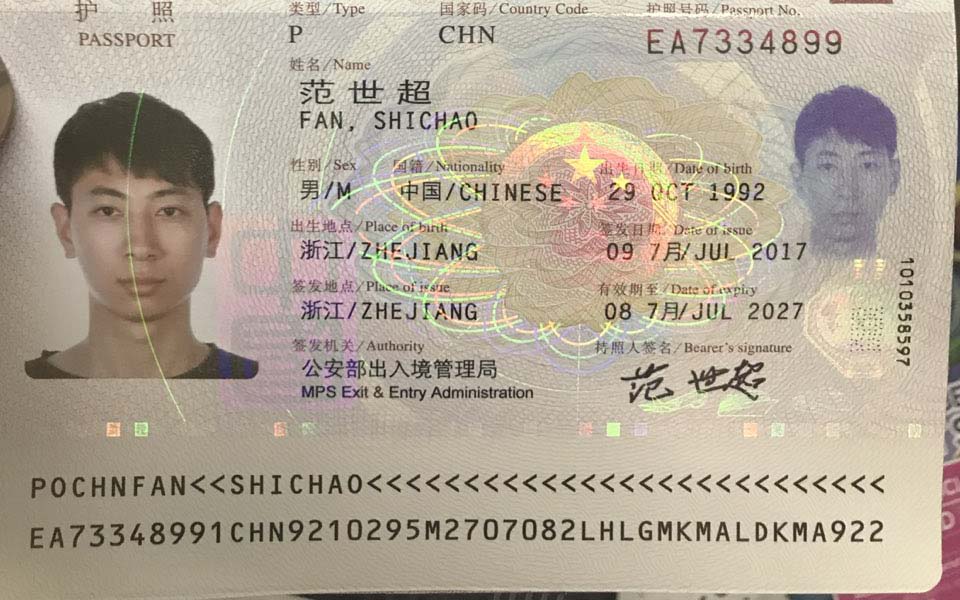 护 照
PASSPORT
类型/Type 国家码/Country Code 护照号码/Passport No.
P CHN EA7334899
姓名/Name
范世超
FAN, SHICHAO
性别/Sex 国籍/Nationality 出生日期/Date of birth
男/M 中国/CHINESE 29 OCT 1992
出生地点/Place of birth 签发日期/Date of issue
浙江/ZHEJIANG 09 7月/JUL 2017
签发地点/Place of issue 有效期至/Date of expiry
浙江/ZHEJIANG 08 7月/JUL 2027
签发机关/Authority 持照人签名/Bearer's signature
公安部出入境管理局 范世超
MPS Exit & Entry Administration
1010358597
POCHNFAN<<SHICHAO<<<<<<<<<<<<<<<<<<<<<<<<<<<
EA73348991CHN9210295M2707082LHLGMKMALDKMA922